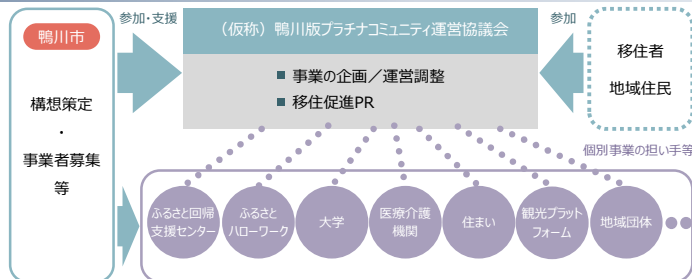 鴨川市
構想策定
・
事業者募集
等
参加・支援
（仮称）鴨川版プラチナコミュニティ運営協議会
■ 事業の企画／運営調整
■ 移住促進PR
参加
移住者
地域住民
個別事業の担い手等
ふるさと回帰
支援センター
ふるさと
ハローワーク
大学
医療介護
機関
住まい
観光プラット
フォーム
地域団体